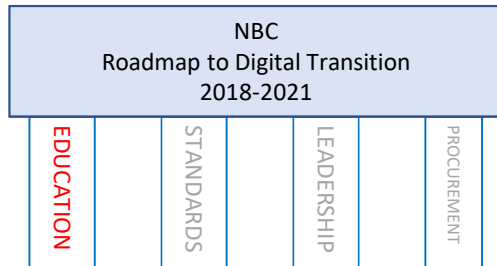 NBC
Roadmap to Digital Transition
2018-2021
EDUCATION
STANDARDS
LEADERSHIP
PROCUREMENT